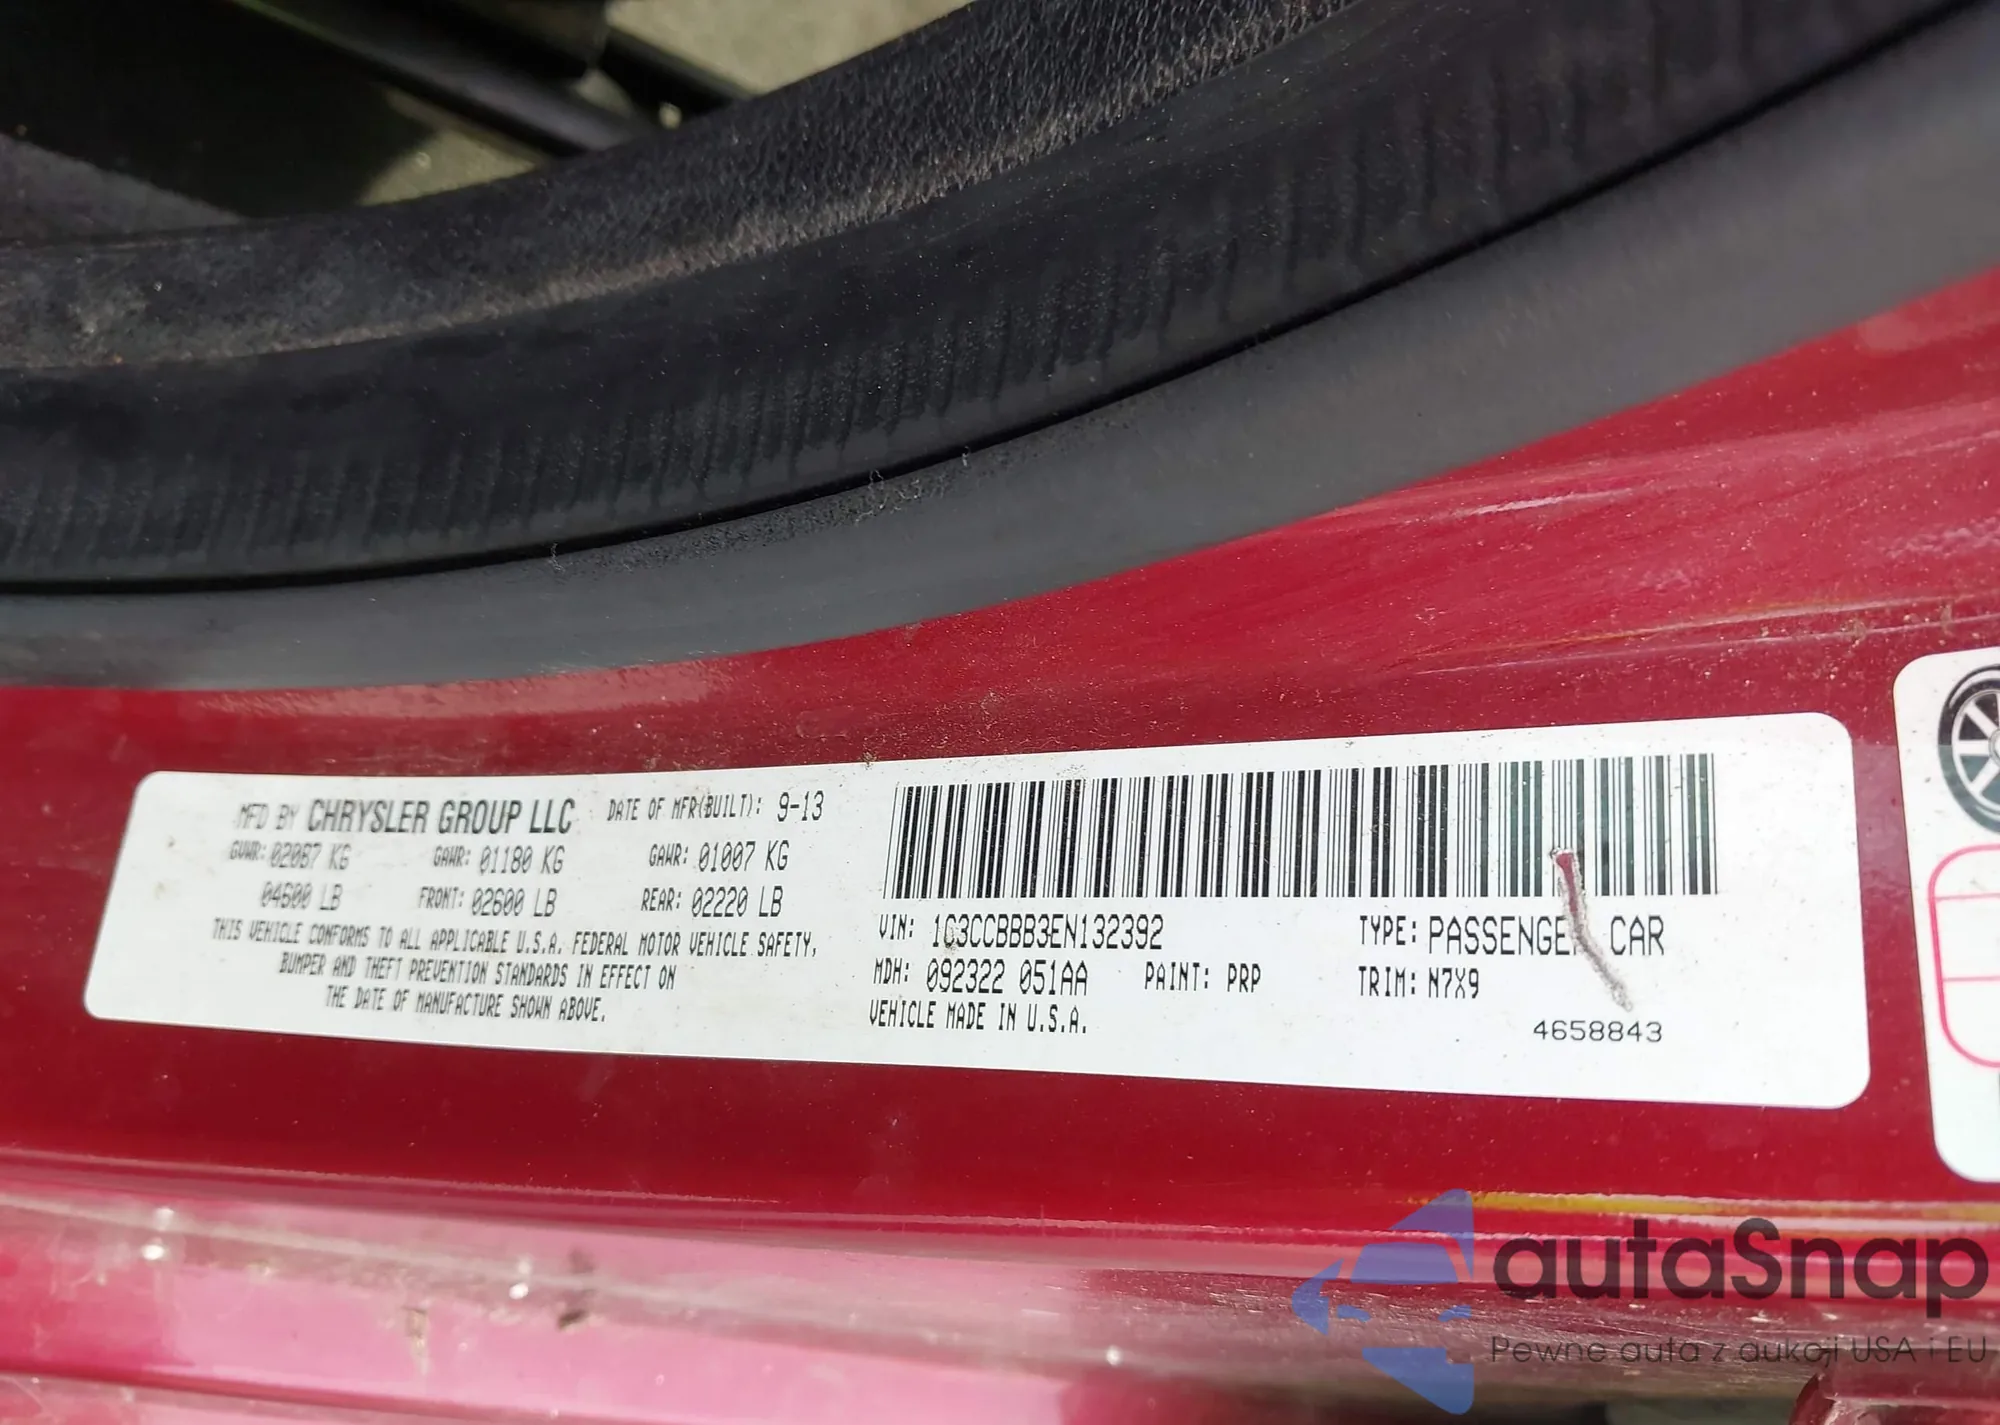 MFD BY CHRYSLER GROUP LLC DATE OF MFR(BUILT): 9-13
GVWR: 02087 KG GAWR: 01180 KG GAWR: 01007 KG
04600 LB FRONT: 02600 LB REAR: 02220 LB
THIS VEHICLE CONFORMS TO ALL APPLICABLE U.S.A. FEDERAL MOTOR VEHICLE SAFETY,
BUMPER AND THEFT PREVENTION STANDARDS IN EFFECT ON
THE DATE OF MANUFACTURE SHOWN ABOVE.
VIN: 1C3CCBBB3EN132392 TYPE: PASSENGER CAR
MDH: 092322 051AA PAINT: PRP TRIM: N7X9
VEHICLE MADE IN U.S.A.
4658843
autaSnap
Pewne auta z aukcji USA i EU